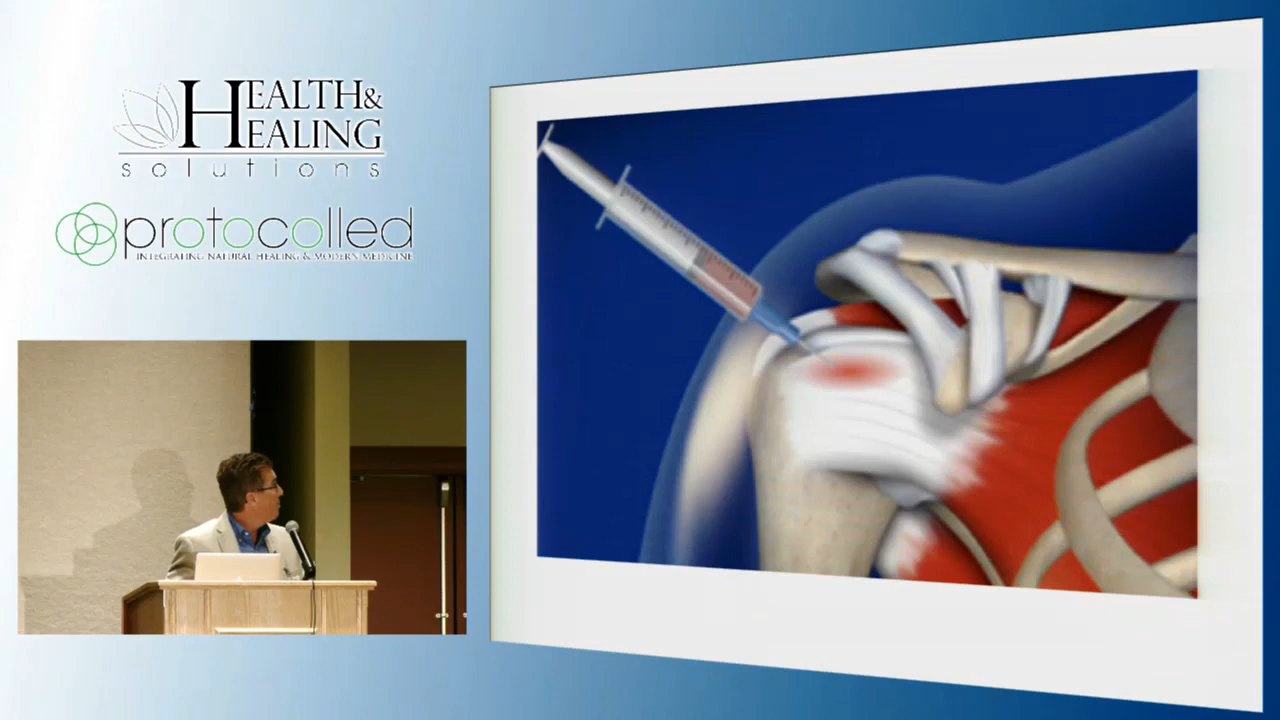 HEALTH &
HEALING
solutions
protocolled
INTEGRATING NATURAL HEALING & MODERN MEDICINE